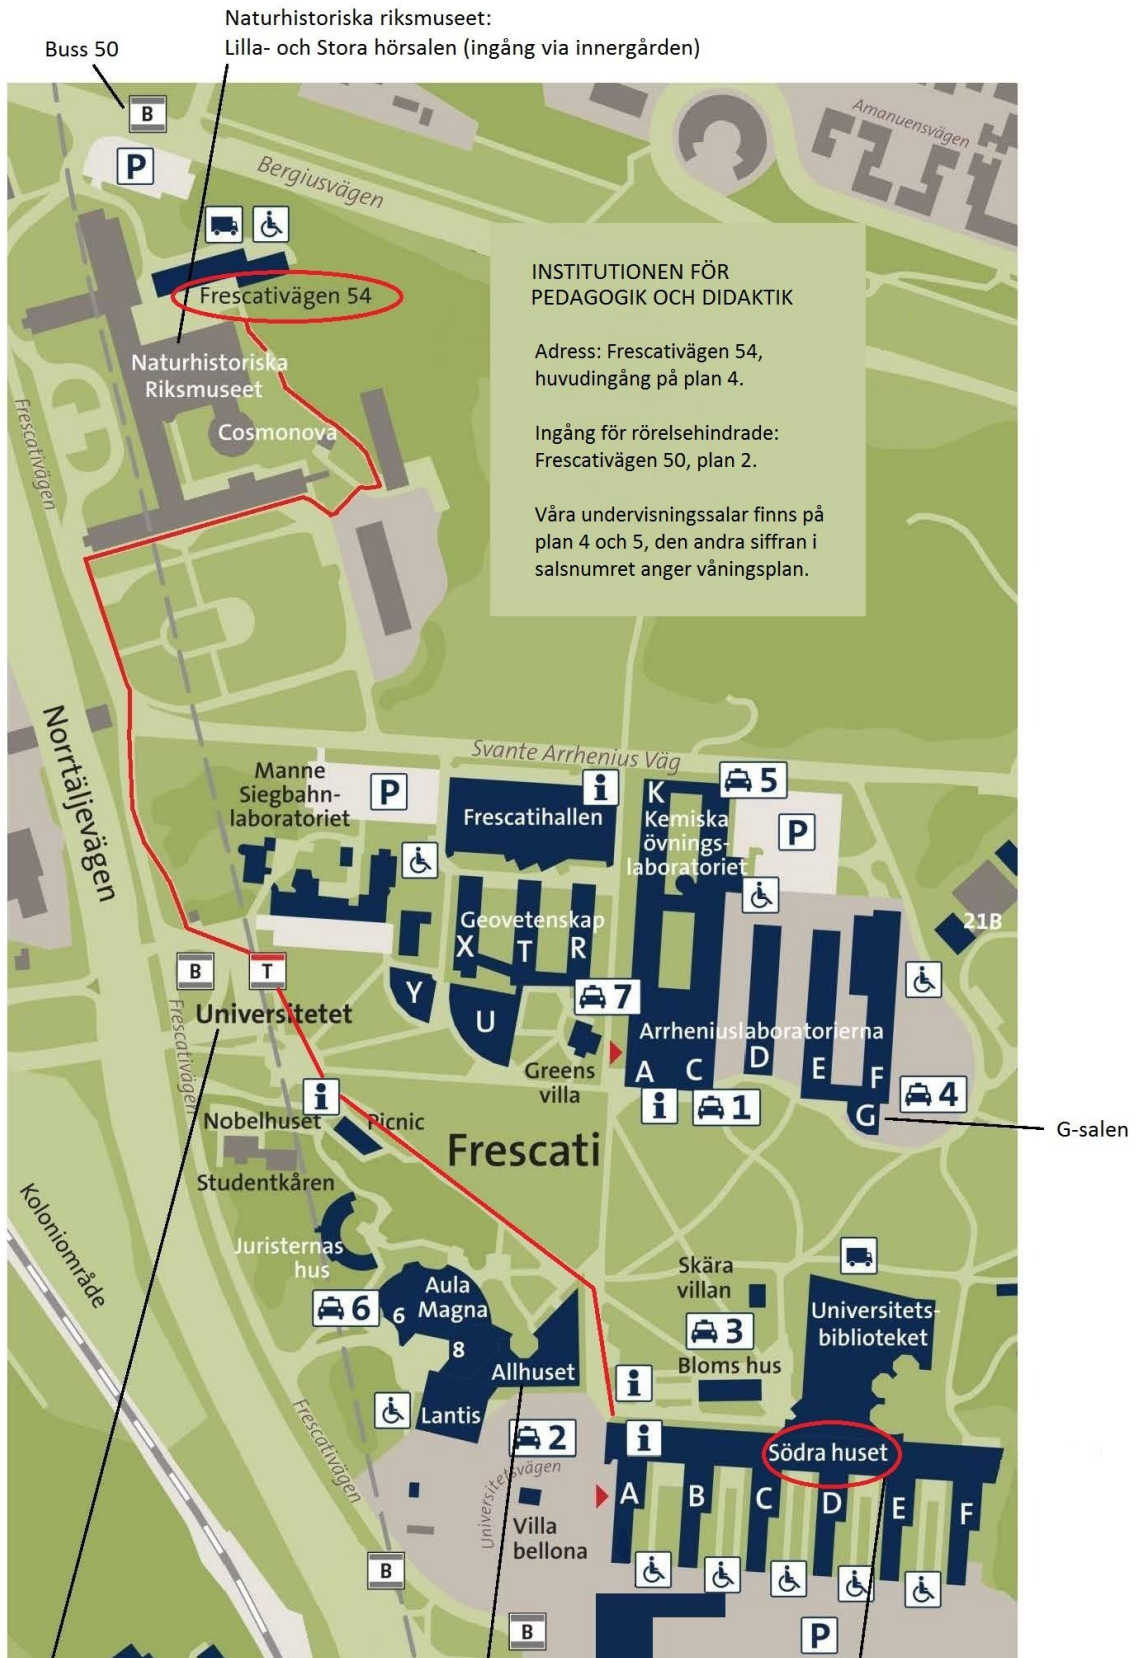 Naturhistoriska riksmuseet:
Lilla- och Stora hörsalen (ingång via innergården)
Buss 50
B
P
Bergiusvägen
Amanuensvägen
Frescativägen 54
Naturhistoriska
Riksmuseet
Cosmonova
Frescativägen
INSTITUTIONEN FÖR
PEDAGOGIK OCH DIDAKTIK
Adress: Frescativägen 54,
huvudingång på plan 4.
Ingång för rörelsehindrade:
Frescativägen 50, plan 2.
Våra undervisningssalar finns på
plan 4 och 5, den andra siffran i
salsnumret anger våningsplan.
Norrtäljevägen
Svante Arrhenius Väg
Manne
Siegbahn-
laboratoriet
P
Frescatihallen
i
K
Kemiska
övnings-
laboratoriet
5
P
Geovetenskap
X
T
R
21B
B
T
Universitetet
Y
U
7
Greens
villa
Arrheniuslaboratorierna
A
C
D
E
F
G
i
1
4
G-salen
Frescativägen
i
Nobelhuset
Picnic
Frescati
Studentkåren
Koloniområde
Juristernas
hus
6
6
Aula
Magna
8
Allhuset
Lantis
Skära
villan
3
Bloms hus
Universitets-
biblioteket
i
i
2
Södra huset
Universitetsvägen
Villa
bellona
A
B
C
D
E
F
Frescativägen
B
B
P